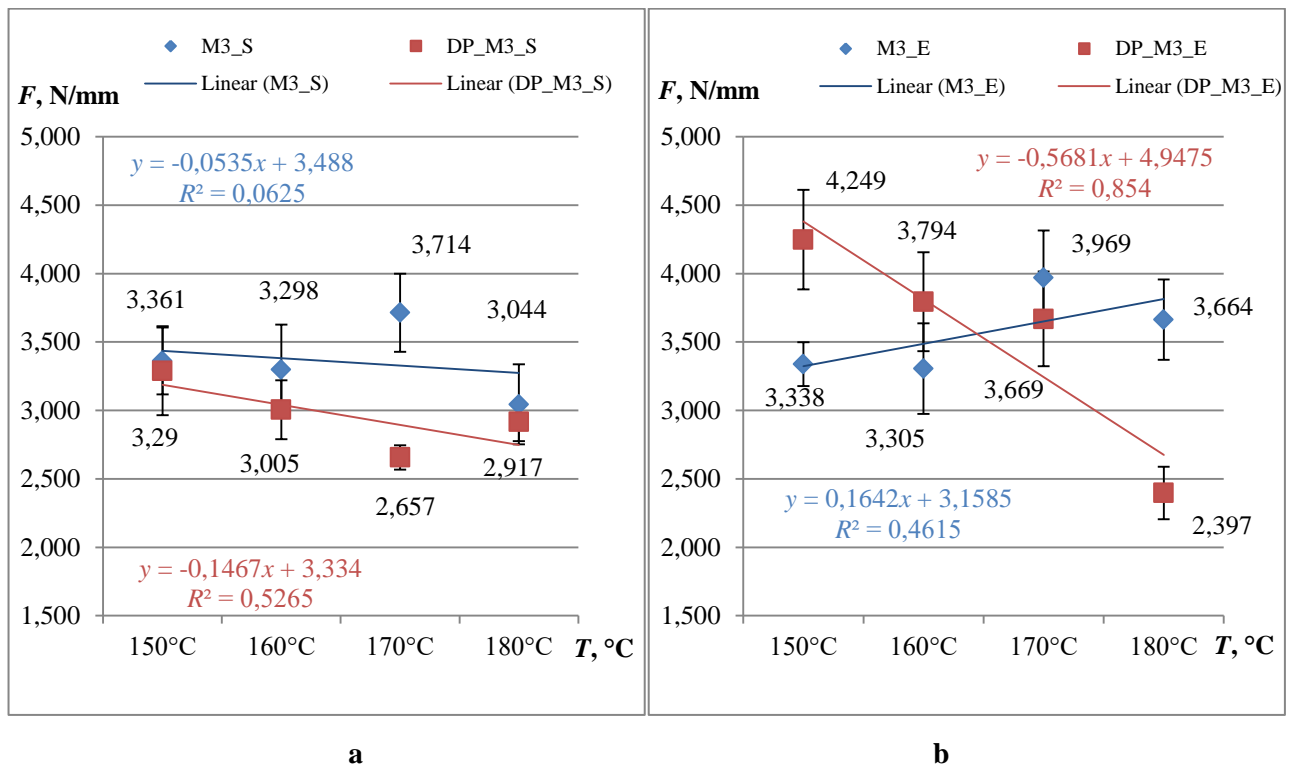 M3_S
DP_M3_S
Linear (M3_S)
Linear (DP_M3_S)
F, N/mm
5,000
4,500
4,000
3,500
3,000
2,500
2,000
1,500
y = -0,0535x + 3,488
R² = 0,0625
3,714
3,361
3,298
3,044
3,29
3,005
2,917
2,657
y = -0,1467x + 3,334
R² = 0,5265
150°C
160°C
170°C
180°C
T, °C
a
M3_E
DP_M3_E
Linear (M3_E)
Linear (DP_M3_E)
F, N/mm
5,000
4,500
4,000
3,500
3,000
2,500
2,000
1,500
y = -0,5681x + 4,9475
R² = 0,854
4,249
3,794
3,969
3,664
3,338
3,669
3,305
2,397
y = 0,1642x + 3,1585
R² = 0,4615
150°C
160°C
170°C
180°C
T, °C
b